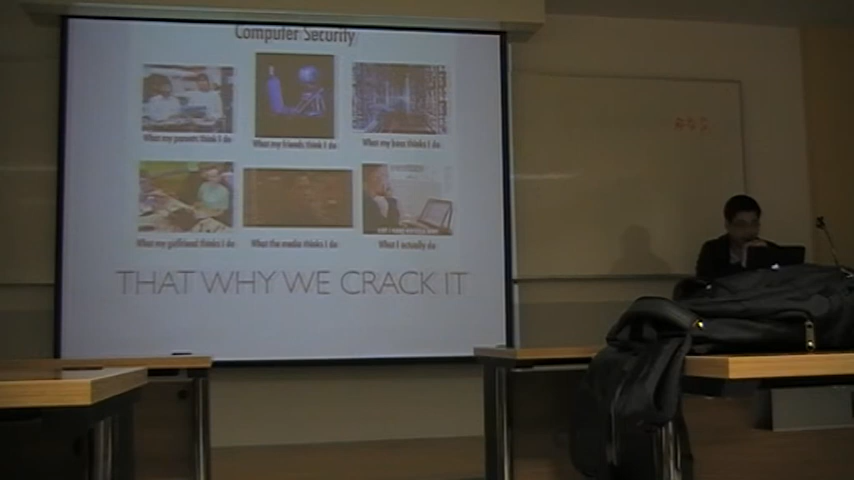 Computer Security
What my parents think I do
What my friends think I do
What my boss thinks I do
What my girlfriend thinks I do
What the media thinks I do
What I actually do
THAT WHY WE CRACK IT